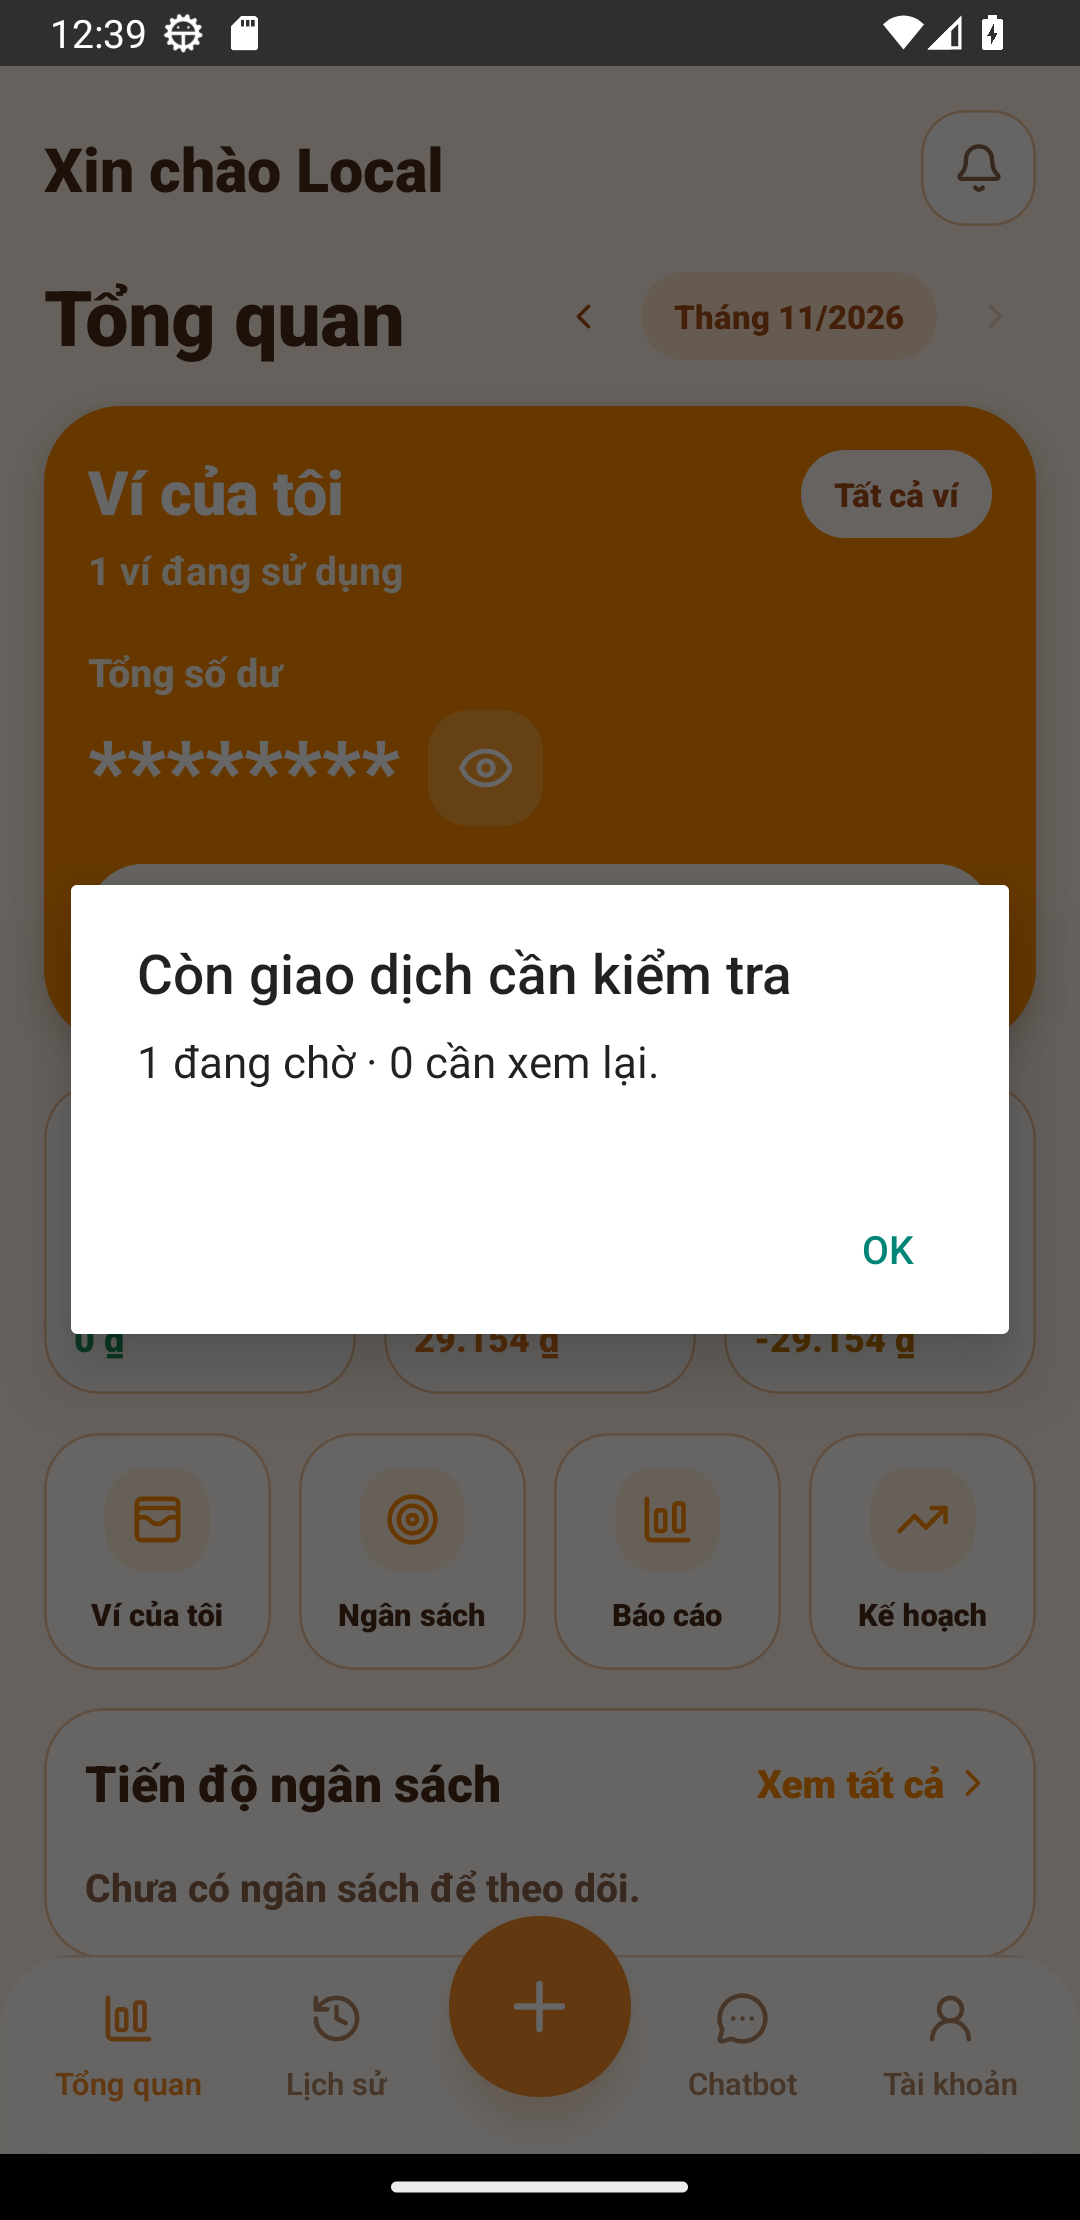 12:39
Xin chào Local
Tổng quan
Tháng 11/2026
Ví của tôi
Tất cả ví
1 ví đang sử dụng
Tổng số dư
********
Còn giao dịch cần kiểm tra
1 đang chờ · 0 cần xem lại.
OK
0 ₫
29.154 ₫
-29.154 ₫
Ví của tôi
Ngân sách
Báo cáo
Kế hoạch
Tiến độ ngân sách
Xem tất cả
Chưa có ngân sách để theo dõi.
Tổng quan
Lịch sử
Chatbot
Tài khoản